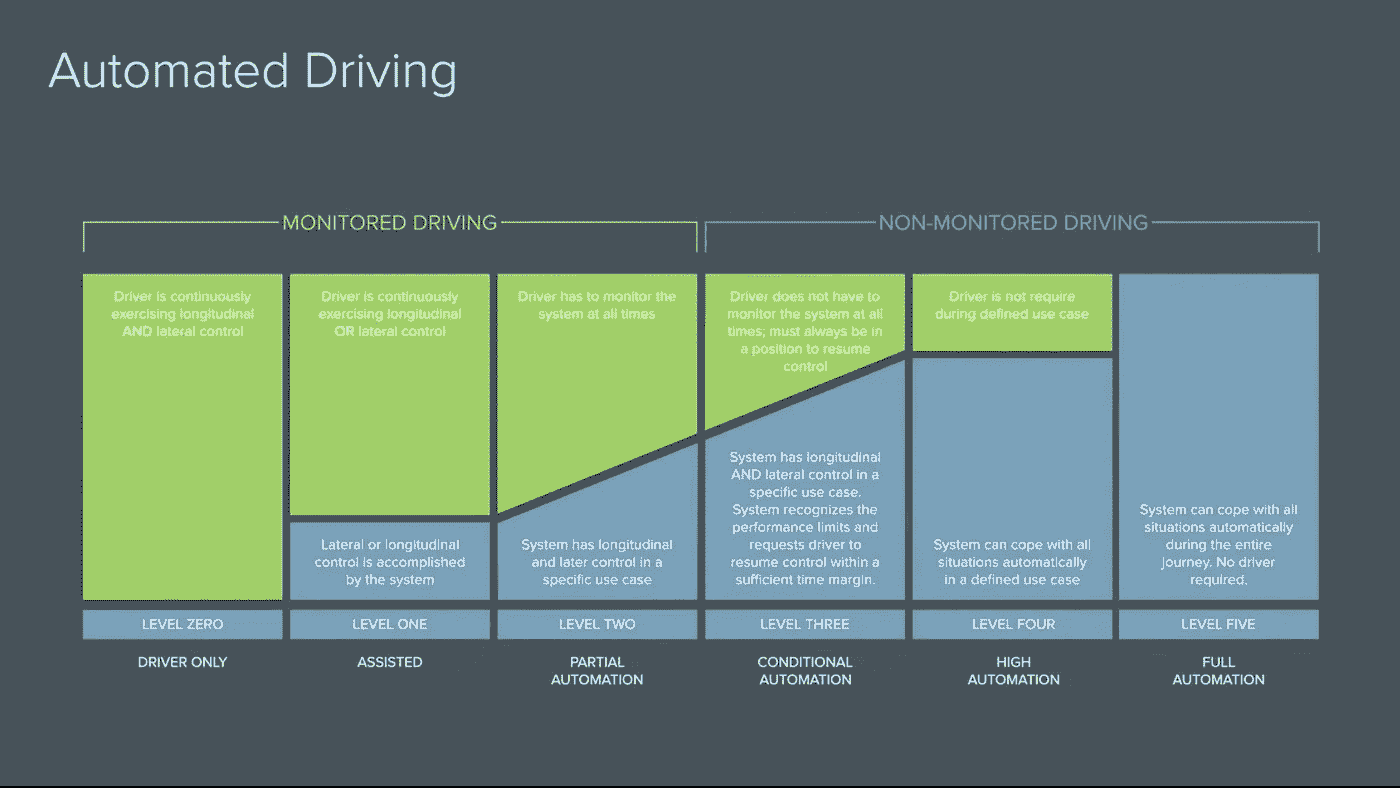 Automated Driving
MONITORED DRIVING
NON-MONITORED DRIVING
Driver is continuously
exercising longitudinal
AND lateral control
Driver is continuously
exercising longitudinal
OR lateral control
Driver has to monitor the
system at all times
Driver does not have to
monitor the system at all
times; must always be in
a position to resume
control
Driver is not require
during defined use case
Lateral or longitudinal
control is accomplished
by the system
System has longitudinal
and later control in a
specific use case
System has longitudinal
AND lateral control in a
specific use case.
System recognizes the
performance limits and
requests driver to
resume control within a
sufficient time margin.
System can cope with all
situations automatically
in a defined use case
System can cope with all
situations automatically
during the entire
journey. No driver
required.
LEVEL ZERO
LEVEL ONE
LEVEL TWO
LEVEL THREE
LEVEL FOUR
LEVEL FIVE
DRIVER ONLY
ASSISTED
PARTIAL
AUTOMATION
CONDITIONAL
AUTOMATION
HIGH
AUTOMATION
FULL
AUTOMATION